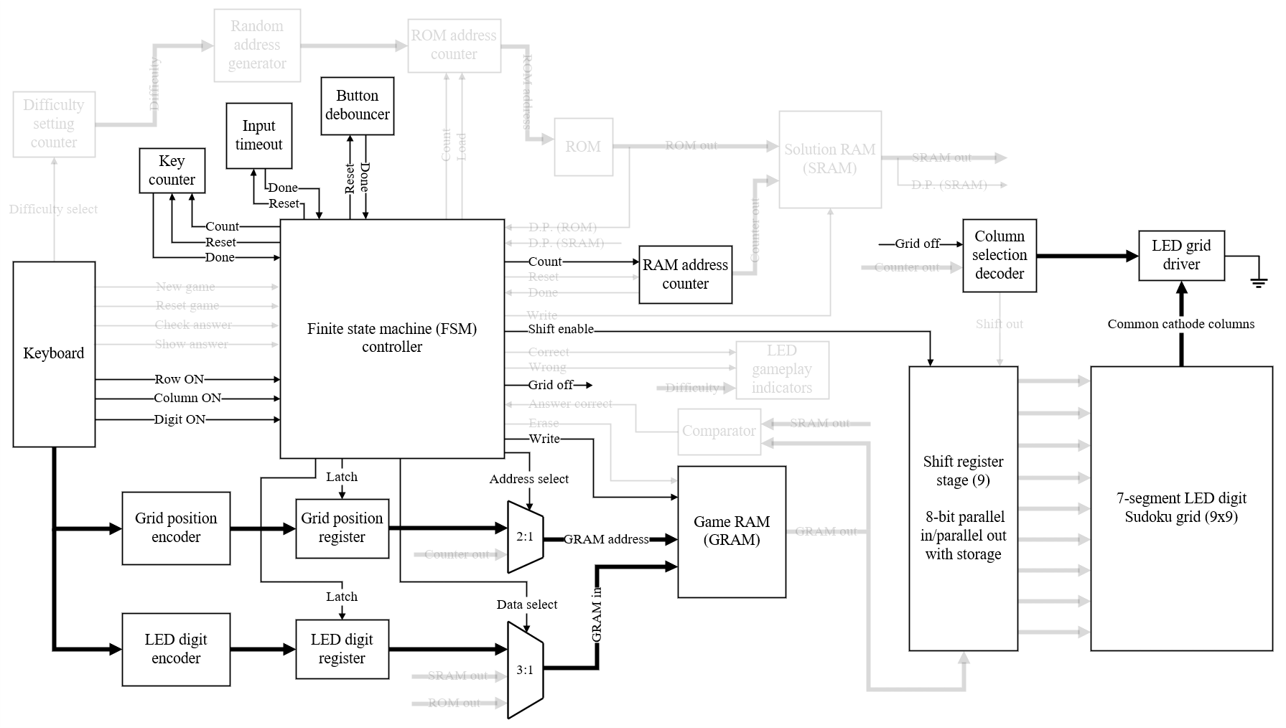 Random
address
generator
ROM address
counter
Difficulty
ROM address
Button
debouncer
Difficulty
setting
counter
Input
timeout
Key
counter
Count
Load
ROM
ROM out
Solution RAM
(SRAM)
SRAM out
D.P. (SRAM)
Reset
Done
Done
Reset
Difficulty select
Count
Reset
Done
D.P. (ROM)
D.P. (SRAM)
Counter out
Count
Reset
Done
RAM address
counter
Grid off
Counter out
Column
selection
decoder
LED grid
driver
Keyboard
New game
Reset game
Check answer
Show answer
Row ON
Column ON
Digit ON
Finite state machine (FSM)
controller
Write
Shift enable
Shift out
Common cathode columns
Correct
Wrong
Difficulty
LED
gameplay
indicators
Grid off
Answer correct
Erase
Write
Comparator
SRAM out
Latch
Address select
Grid position
encoder
Grid position
register
2:1
Counter out
GRAM address
Game RAM
(GRAM)
GRAM out
Shift register
stage (9)
8-bit parallel
in/parallel out
with storage
7-segment LED digit
Sudoku grid (9x9)
Latch
Data select
GRAM in
LED digit
encoder
LED digit
register
3:1
SRAM out
ROM out